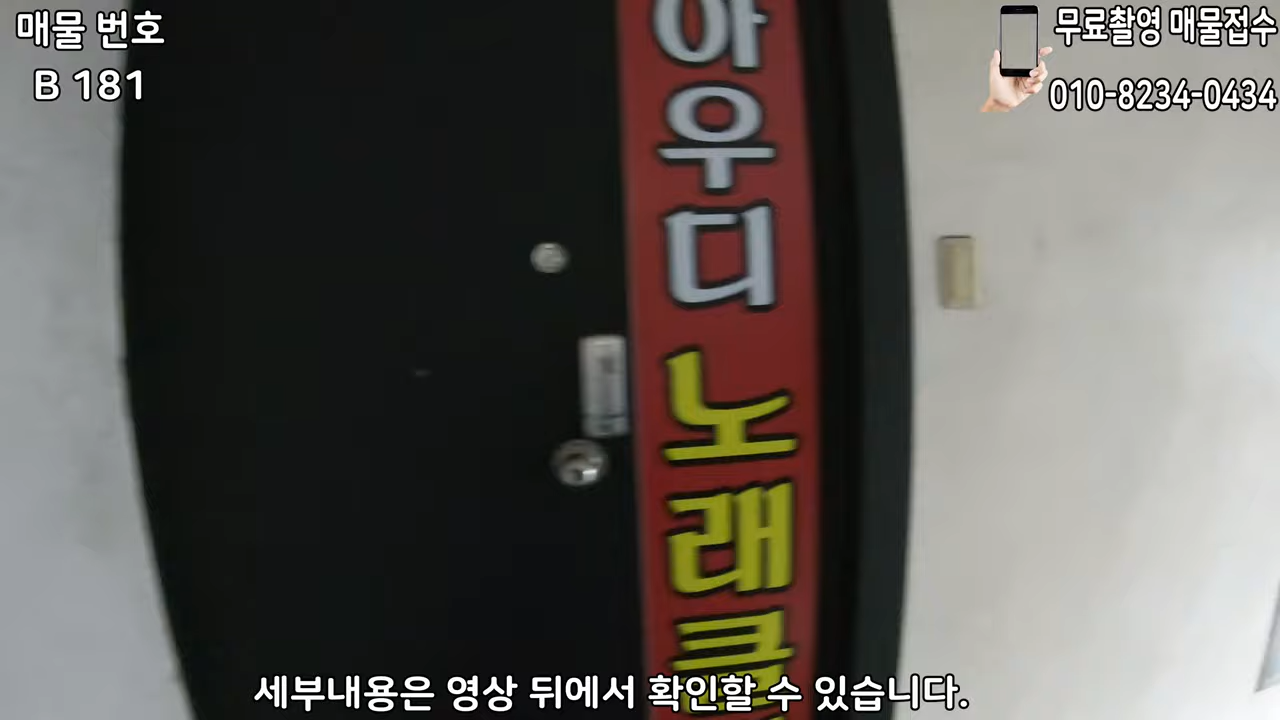 매물 번호
B 181
무료촬영 매물접수
010-8234-0434
아우디 노래클
세부내용은 영상 뒤에서 확인할 수 있습니다.